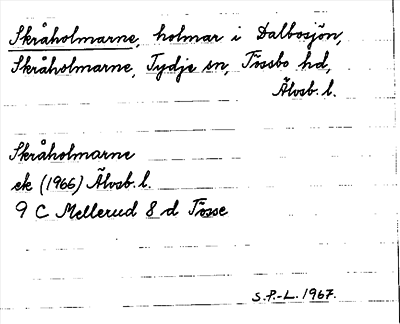 Skråholmarne, holmar i Dalbosjön,
Skråholmarne, Tydje sn, Tössbo hd,
Älvsb. l.
Skråholmarne
ek (1966) Älvsb. l.
9 C Mellerud 8 d Tösse
S.P.-L. 1967.